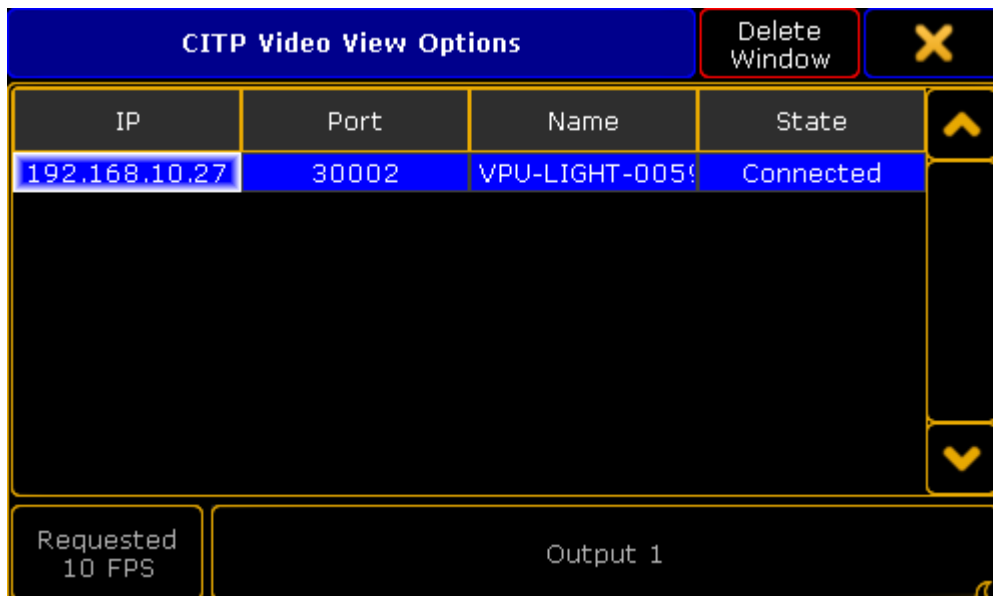 CITP Video View Options
Delete
Window
IP Port Name State
192.168.10.27 30002 VPU-LIGHT-0059 Connected
Requested
10 FPS
Output 1